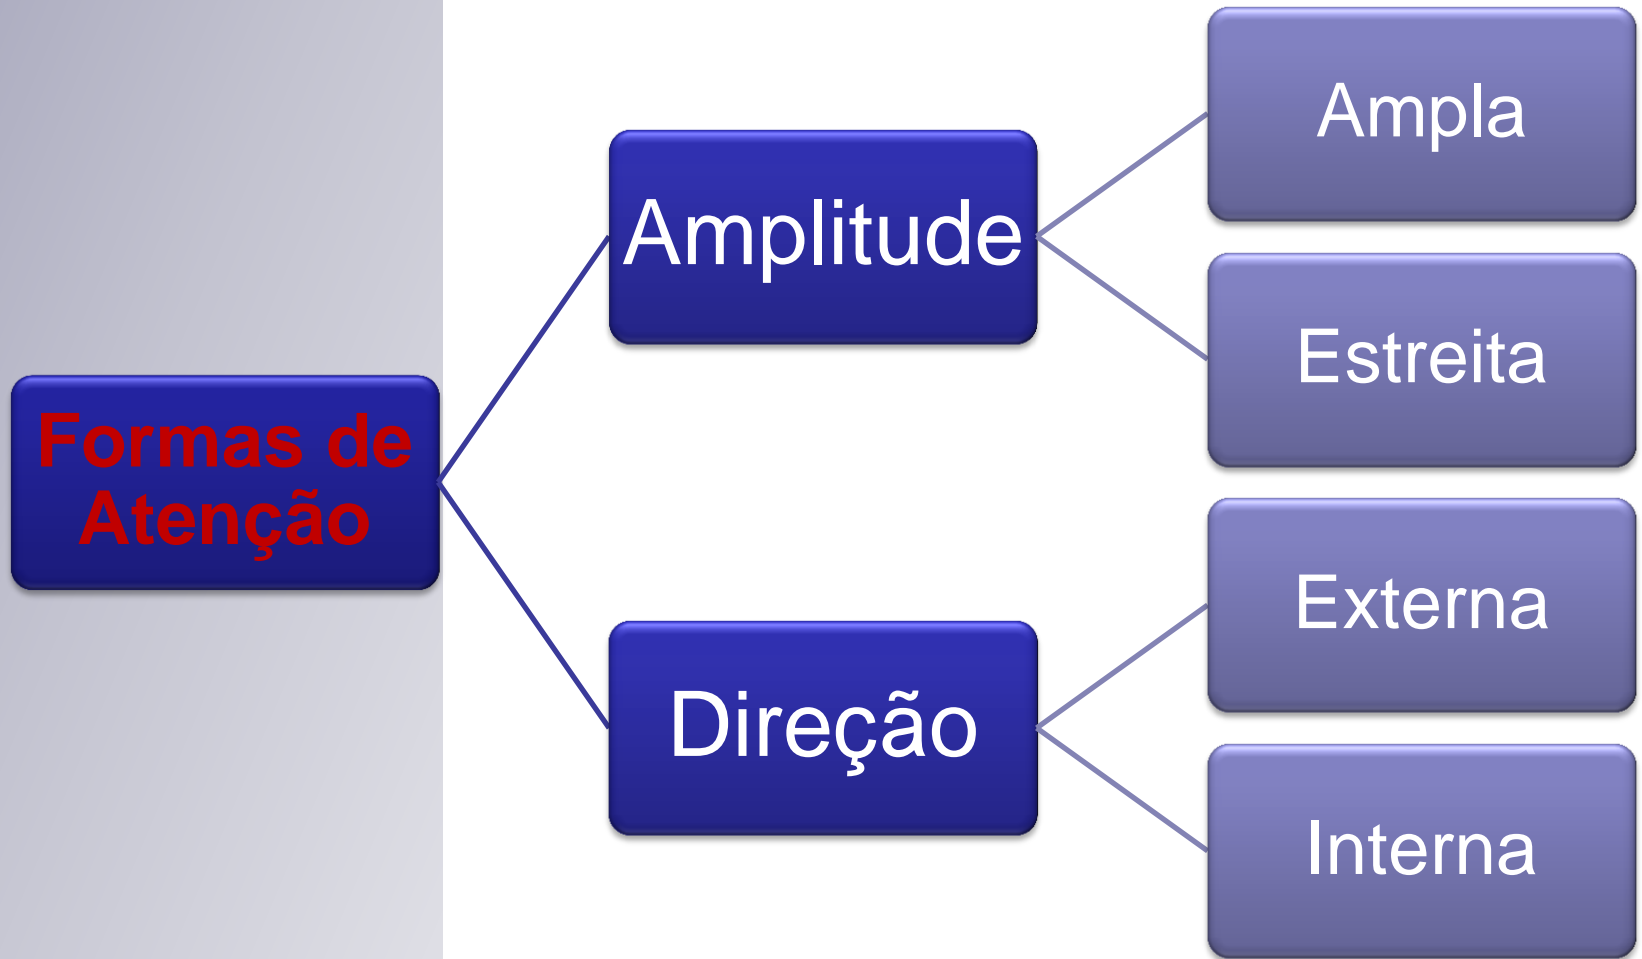 Formas de
Atenção
Amplitude
Ampla
Estreita
Direção
Externa
Interna